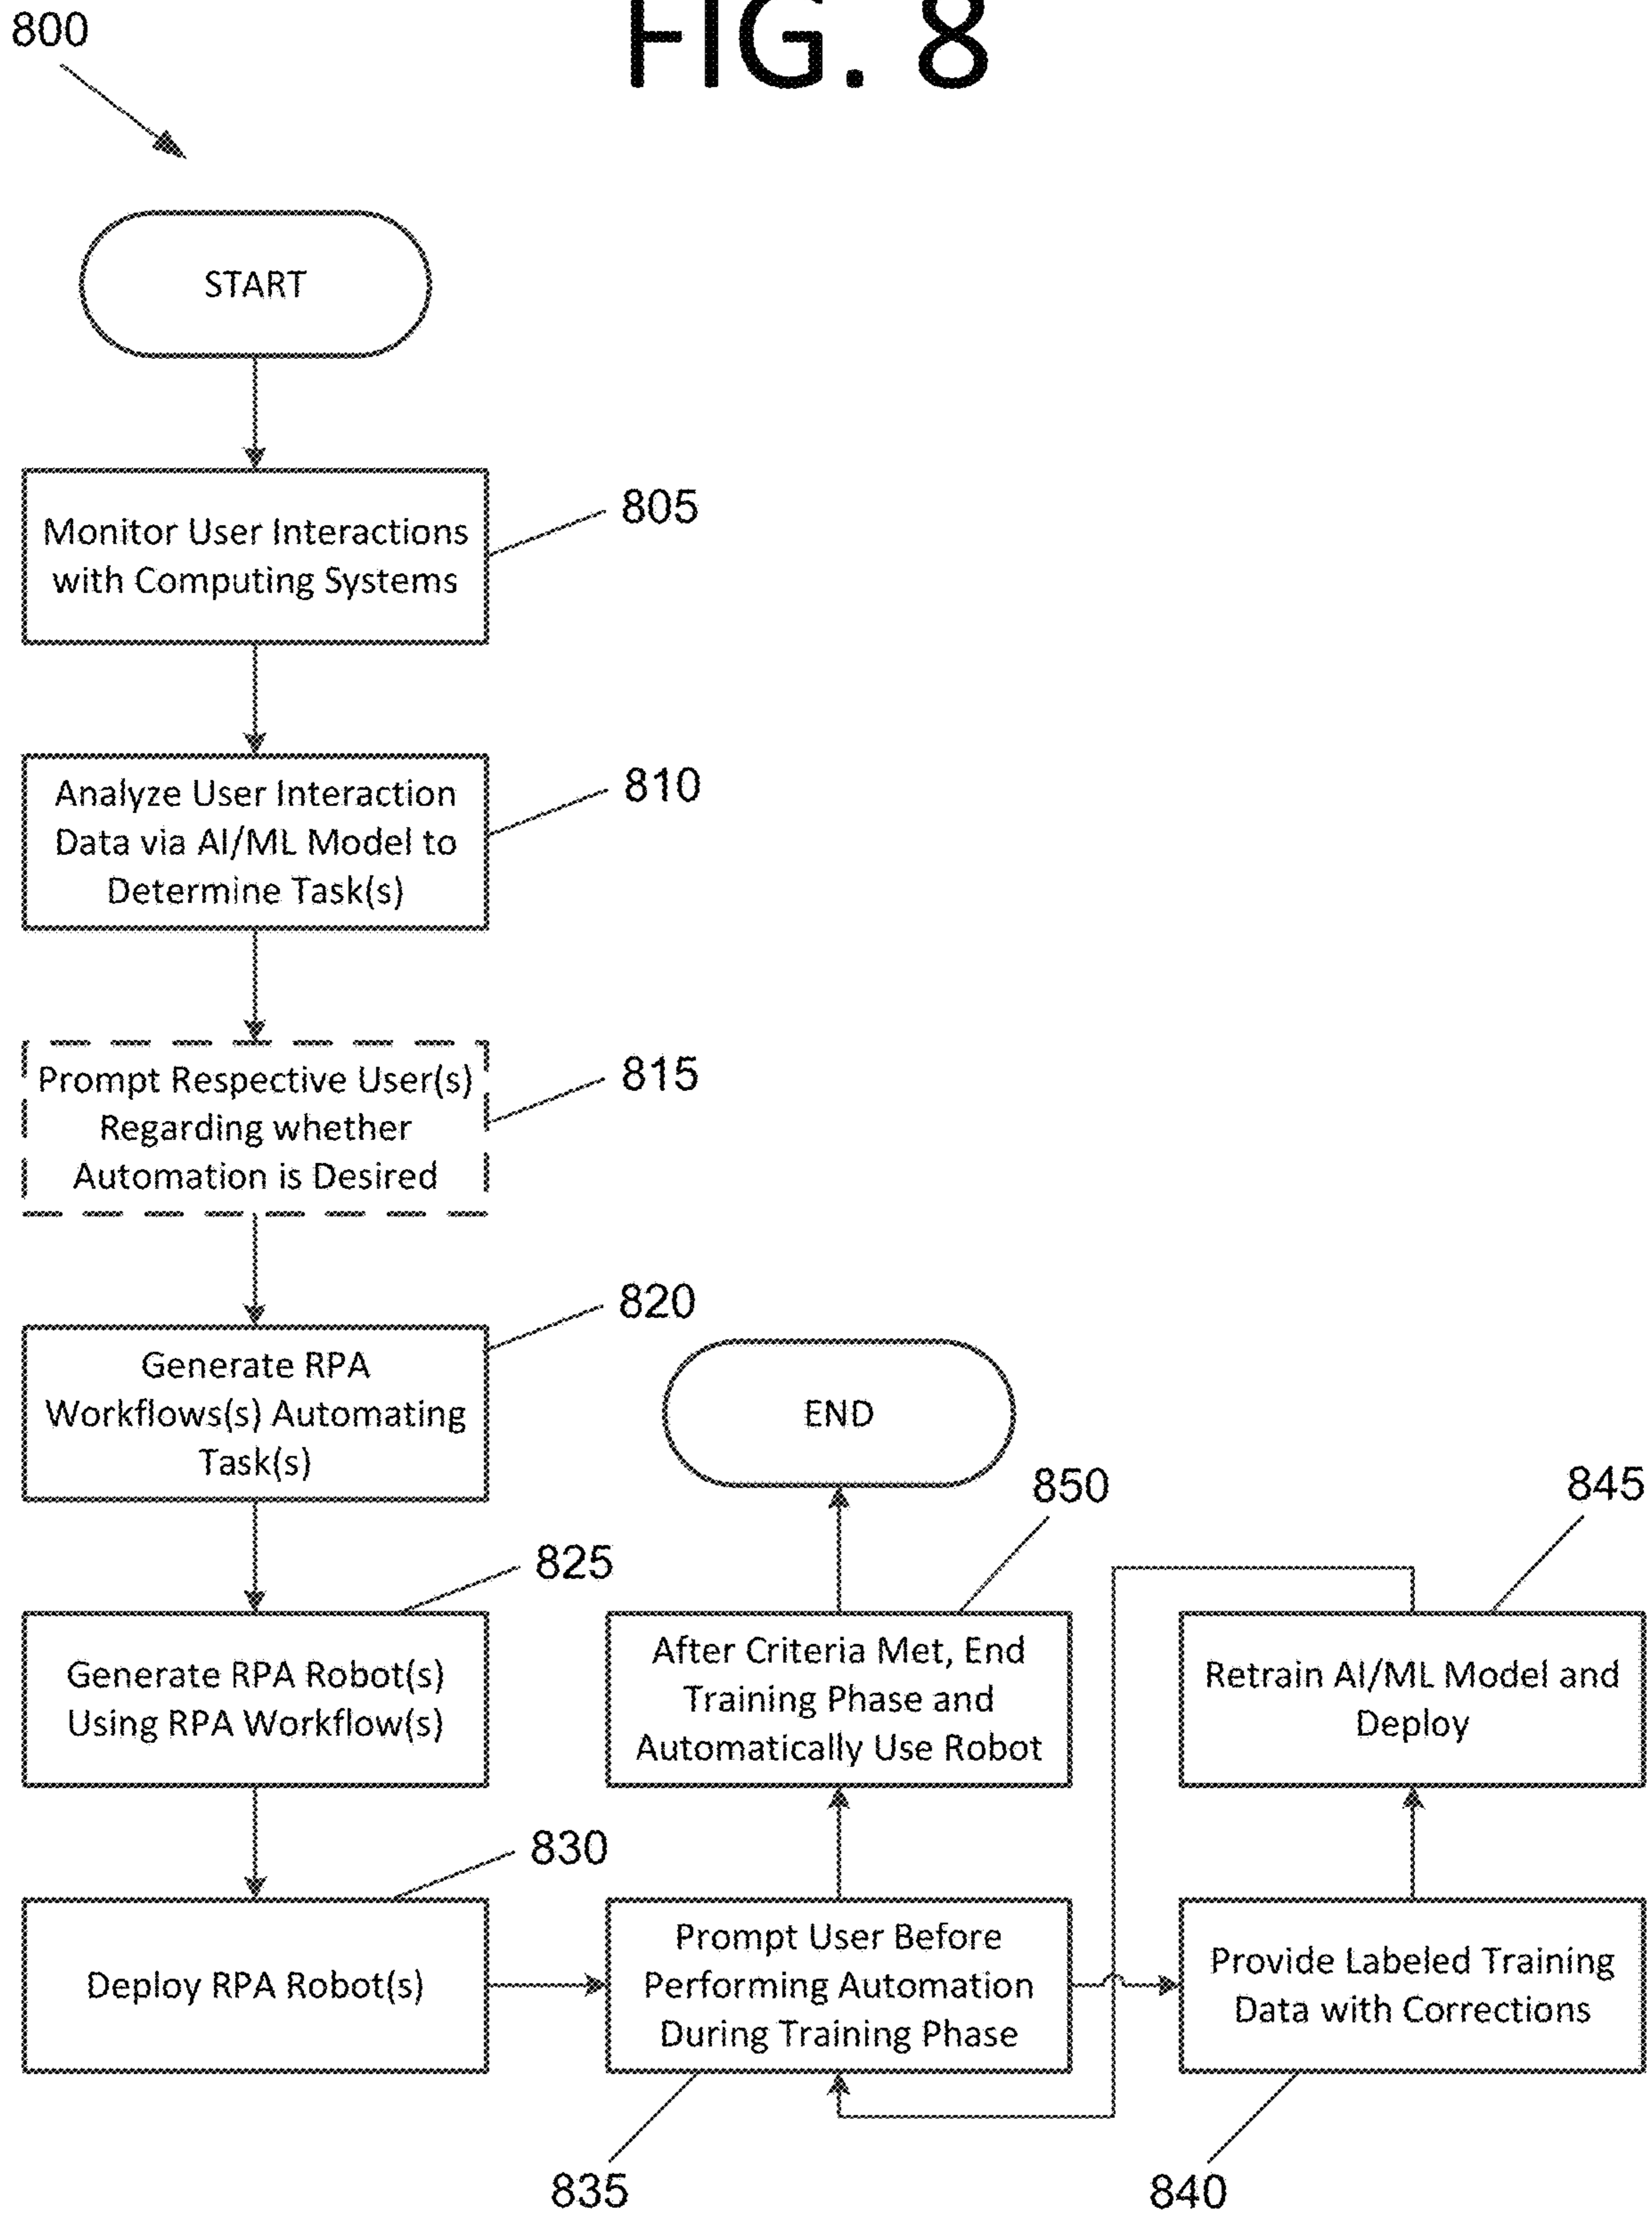 800
FIG. 8
START
Monitor User Interactions
with Computing Systems
805
Analyze User Interaction
Data via AI/ML Model to
Determine Task(s)
810
Prompt Respective User(s)
Regarding whether
Automation is Desired
815
Generate RPA
Workflows(s) Automating
Task(s)
820
Generate RPA Robot(s)
Using RPA Workflow(s)
825
Deploy RPA Robot(s)
830
Prompt User Before
Performing Automation
During Training Phase
835
Provide Labeled Training
Data with Corrections
840
Retrain AI/ML Model and
Deploy
845
After Criteria Met, End
Training Phase and
Automatically Use Robot
850
END